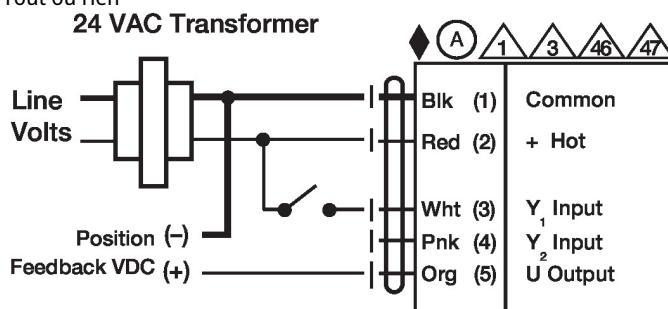 Tout ou rien
24 VAC Transformer
A 1 3 46 47
Line Volts
Blk (1) Common
Red (2) + Hot
Wht (3) Y1 Input
Pnk (4) Y2 Input
Org (5) U Output
Position (–)
Feedback VDC (+)